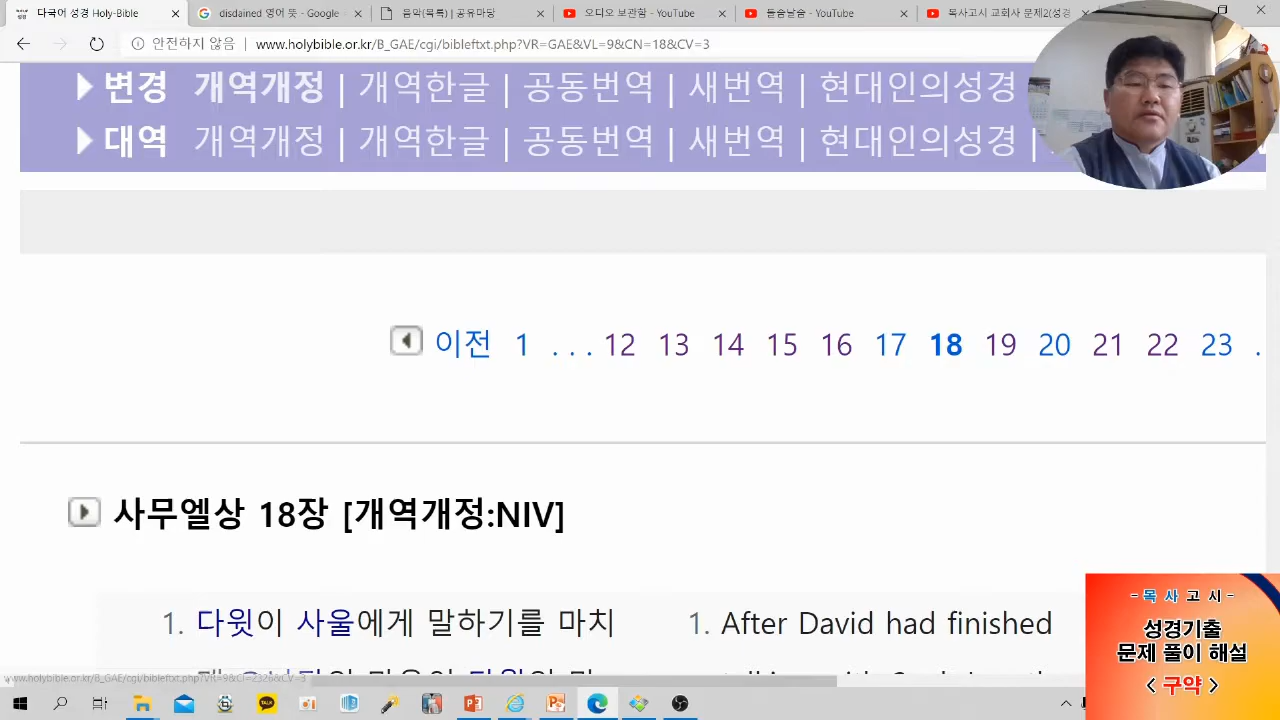 다국어 성경 Holy-Bible
disdained 영어 뜻 - Google
음악(목록) | 공유마당
오디오 보관함 - YouTube
돌솜날솜 - YouTube
목사고시 교회사 문제2(성경
안전하지 않음 | www.holybible.or.kr/B_GAE/cgi/bibleftxt.php?VR=GAE&VL=9&CN=18&CV=3
변경 개역개정 | 개역한글 | 공동번역 | 새번역 | 현대인의성경
대역 개역개정 | 개역한글 | 공동번역 | 새번역 | 현대인의성경 |
이전 1 . . . 12 13 14 15 16 17 18 19 20 21 22 23 .
사무엘상 18장 [개역개정:NIV]
1. 다윗이 사울에게 말하기를 마치
1. After David had finished
- 목 사 고 시 -
성경기출
문제 풀이 해설
< 구약 >